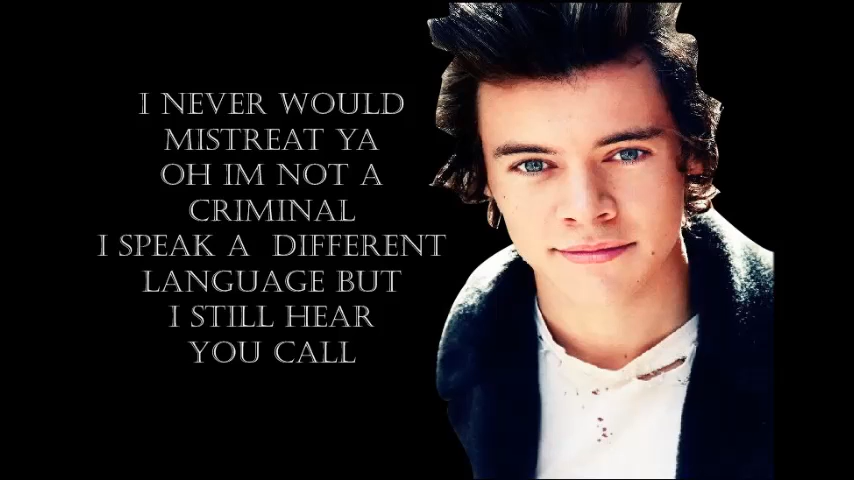 I NEVER WOULD
MISTREAT YA
OH IM NOT A
CRIMINAL
I SPEAK A  DIFFERENT
LANGUAGE BUT
I STILL HEAR
YOU CALL